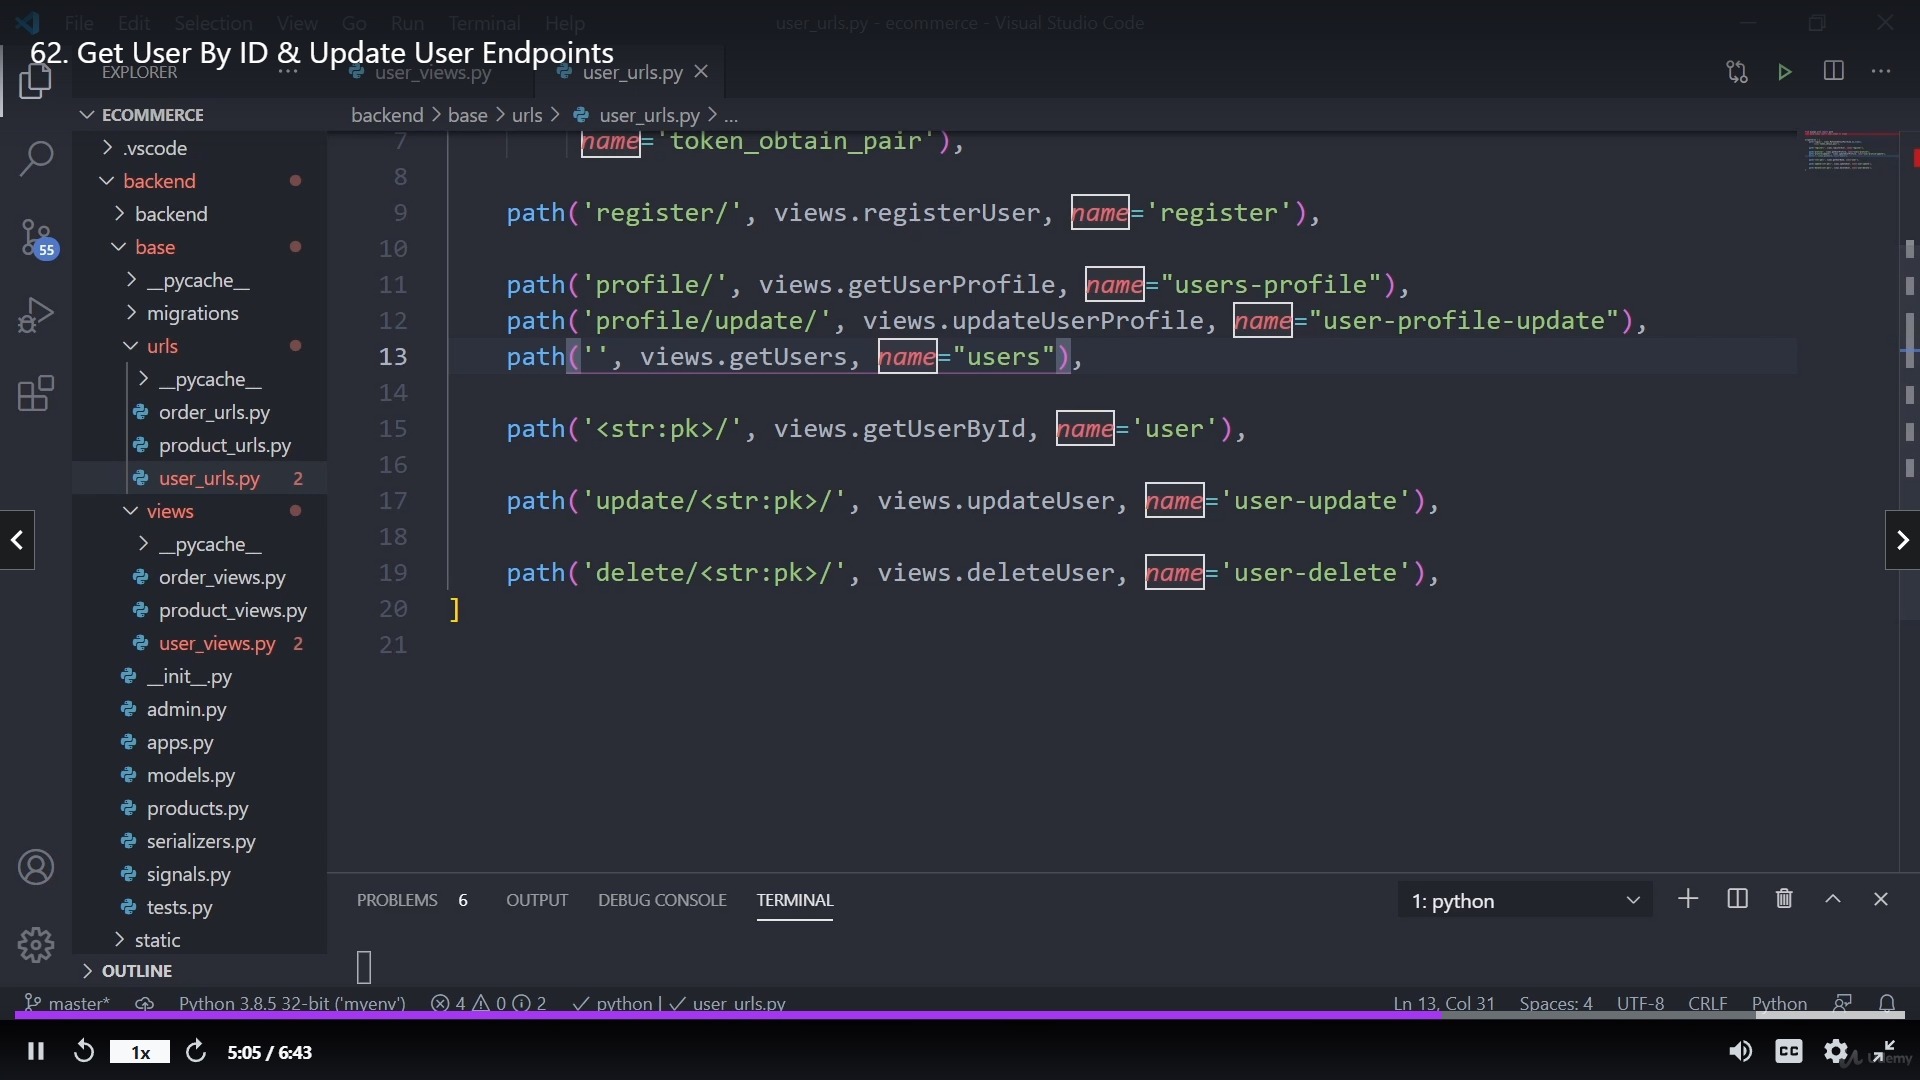 File Edit Selection View Go Run Terminal Help
user_urls.py - ecommerce - Visual Studio Code
62. Get User By ID & Update User Endpoints
EXPLORER
user_views.py
user_urls.py
ECOMMERCE
backend > base > urls > user_urls.py > ...
.vscode
backend
backend
base
__pycache__
migrations
urls
__pycache__
order_urls.py
product_urls.py
user_urls.py 2
views
__pycache__
order_views.py
product_views.py
user_views.py 2
__init__.py
admin.py
apps.py
models.py
products.py
serializers.py
signals.py
tests.py
static
OUTLINE
55
7 name='token_obtain_pair'),
8
9 path('register/', views.registerUser, name='register'),
10
11 path('profile/', views.getUserProfile, name="users-profile"),
12 path('profile/update/', views.updateUserProfile, name="user-profile-update"),
13 path('', views.getUsers, name="users"),
14
15 path('<str:pk>/', views.getUserById, name='user'),
16
17 path('update/<str:pk>/', views.updateUser, name='user-update'),
18
19 path('delete/<str:pk>/', views.deleteUser, name='user-delete'),
20 ]
21
PROBLEMS 6 OUTPUT DEBUG CONSOLE TERMINAL
1: python
master* Python 3.8.5 32-bit ('myenv') 4 0 2 python | user_urls.py
Ln 13, Col 31 Spaces: 4 UTF-8 CRLF Python
1x 5:05 / 6:43
CC
Udemy